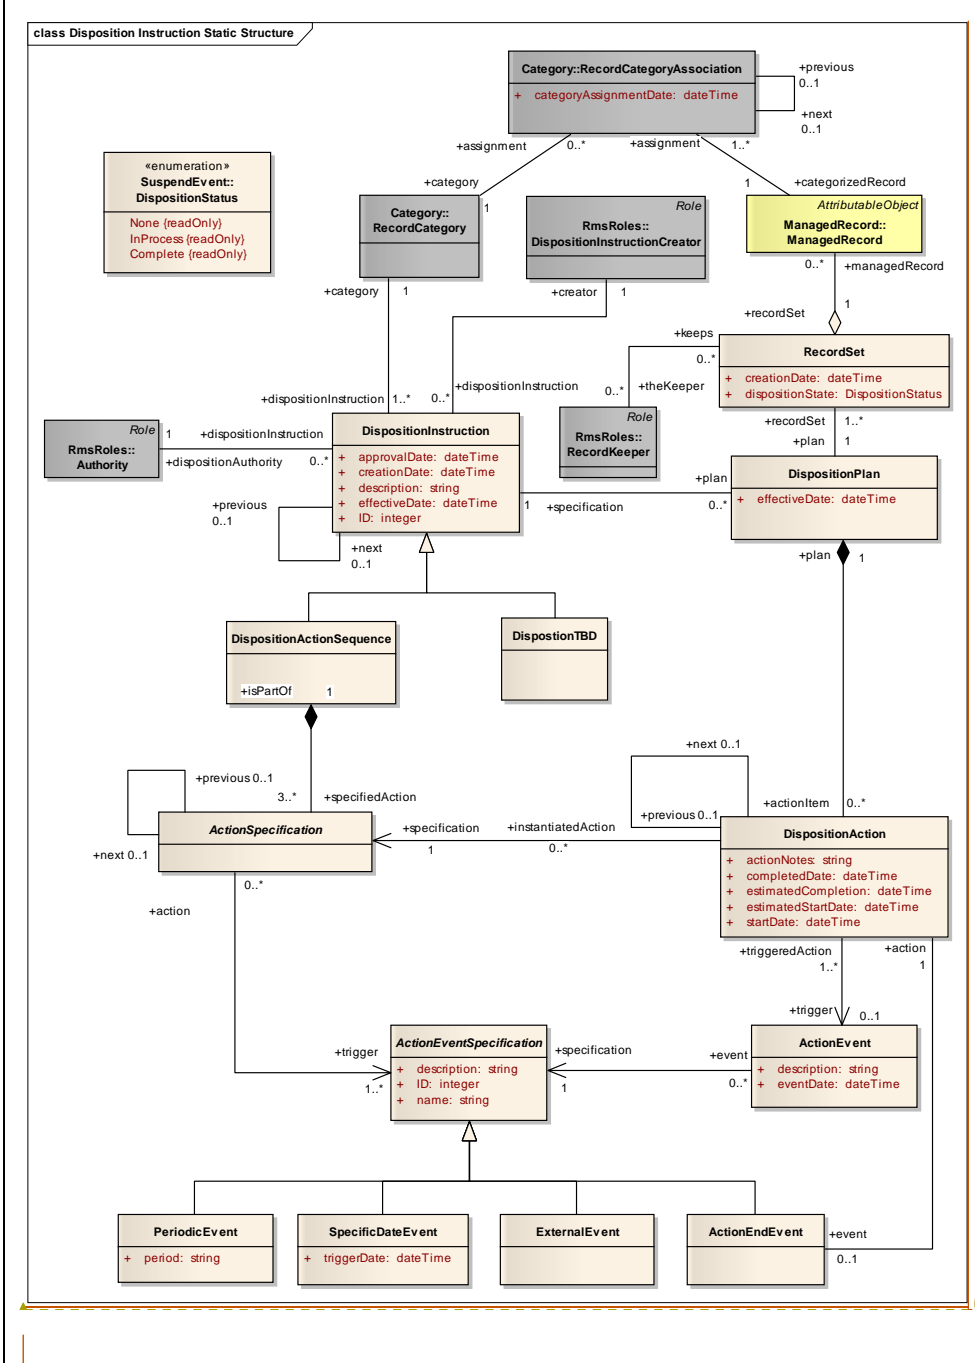 class Disposition Instruction Static Structure
Category::RecordCategoryAssociation
+ categoryAssignmentDate: dateTime
+previous
0..1
+next
0..1
+assignment
0..*
+assignment
1..*
«enumeration»
SuspendEvent::
DispositionStatus
None {readOnly}
InProcess {readOnly}
Complete {readOnly}
+category
1
1
+categorizedRecord
Category::
RecordCategory
Role
RmsRoles::
DispositionInstructionCreator
AttributableObject
ManagedRecord::
ManagedRecord
0..*
+managedRecord
+category
1
+creator
1
1
+recordSet
+keeps
0..*
RecordSet
+ creationDate: dateTime
+ dispositionState: DispositionStatus
0..*
+theKeeper
+dispositionInstruction
0..*
+dispositionInstruction
1..*
Role
RmsRoles::
RecordKeeper
+recordSet
1..*
+plan
1
Role
RmsRoles::
Authority
1
+dispositionInstruction
+dispositionAuthority
0..*
DispositionInstruction
+ approvalDate: dateTime
+ creationDate: dateTime
+ description: string
+ effectiveDate: dateTime
+ ID: integer
DispositionPlan
+ effectiveDate: dateTime
+plan
0..*
1
+specification
+previous
0..1
+next
0..1
+plan
1
DispositionActionSequence
+isPartOf
1
DispostionTBD
+next 0..1
+previous 0..1
3..*
+specifiedAction
+previous 0..1
+actionItem
0..*
ActionSpecification
+next 0..1
+specification
1
+instantiatedAction
0..*
DispositionAction
+ actionNotes: string
+ completedDate: dateTime
+ estimatedCompletion: dateTime
+ estimatedStartDate: dateTime
+ startDate: dateTime
0..*
+action
+triggeredAction
1..*
+action
1
+trigger
0..1
+trigger
1..*
ActionEventSpecification
+ description: string
+ ID: integer
+ name: string
+specification
1
+event
0..*
ActionEvent
+ description: string
+ eventDate: dateTime
PeriodicEvent
+ period: string
SpecificDateEvent
+ triggerDate: dateTime
ExternalEvent
ActionEndEvent
+event
0..1